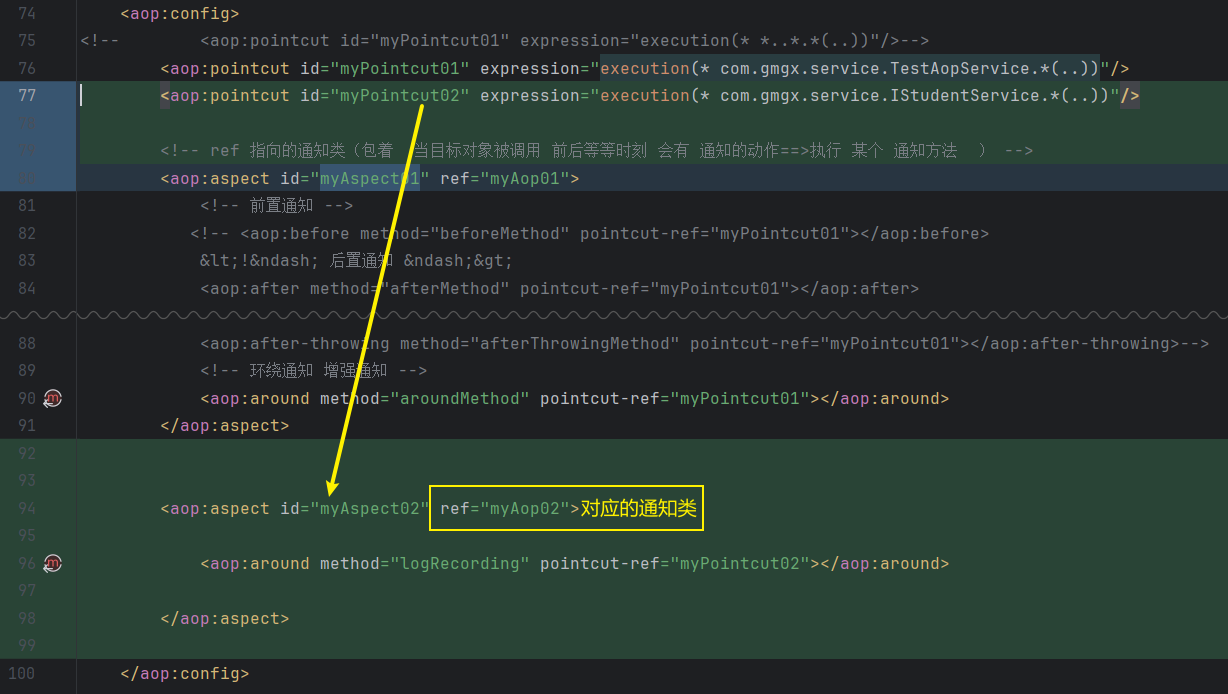 74 <aop:config>
75 <!-- <aop:pointcut id="myPointcut01" expression="execution(* *..*.*(..))"/>-->
76 <aop:pointcut id="myPointcut01" expression="execution(* com.gmgx.service.TestAopService.*(..))"/>
77 <aop:pointcut id="myPointcut02" expression="execution(* com.gmgx.service.IStudentService.*(..))"/>
<!-- ref 指向的通知类（包着 当目标对象被调用 前后等等时刻 会有 通知的动作==>执行 某个 通知方法 ） -->
<aop:aspect id="myAspect01" ref="myAop01">
81 <!-- 前置通知 -->
82 <!-- <aop:before method="beforeMethod" pointcut-ref="myPointcut01"></aop:before>
83 &lt;!&ndash; 后置通知 &ndash;&gt;
84 <aop:after method="afterMethod" pointcut-ref="myPointcut01"></aop:after>
88 <aop:after-throwing method="afterThrowingMethod" pointcut-ref="myPointcut01"></aop:after-throwing>-->
89 <!-- 环绕通知 增强通知 -->
90 <aop:around method="aroundMethod" pointcut-ref="myPointcut01"></aop:around>
91 </aop:aspect>
92
93
94 <aop:aspect id="myAspect02" ref="myAop02">对应的通知类
95
96 <aop:around method="logRecording" pointcut-ref="myPointcut02"></aop:around>
97
98 </aop:aspect>
99
100 </aop:config>